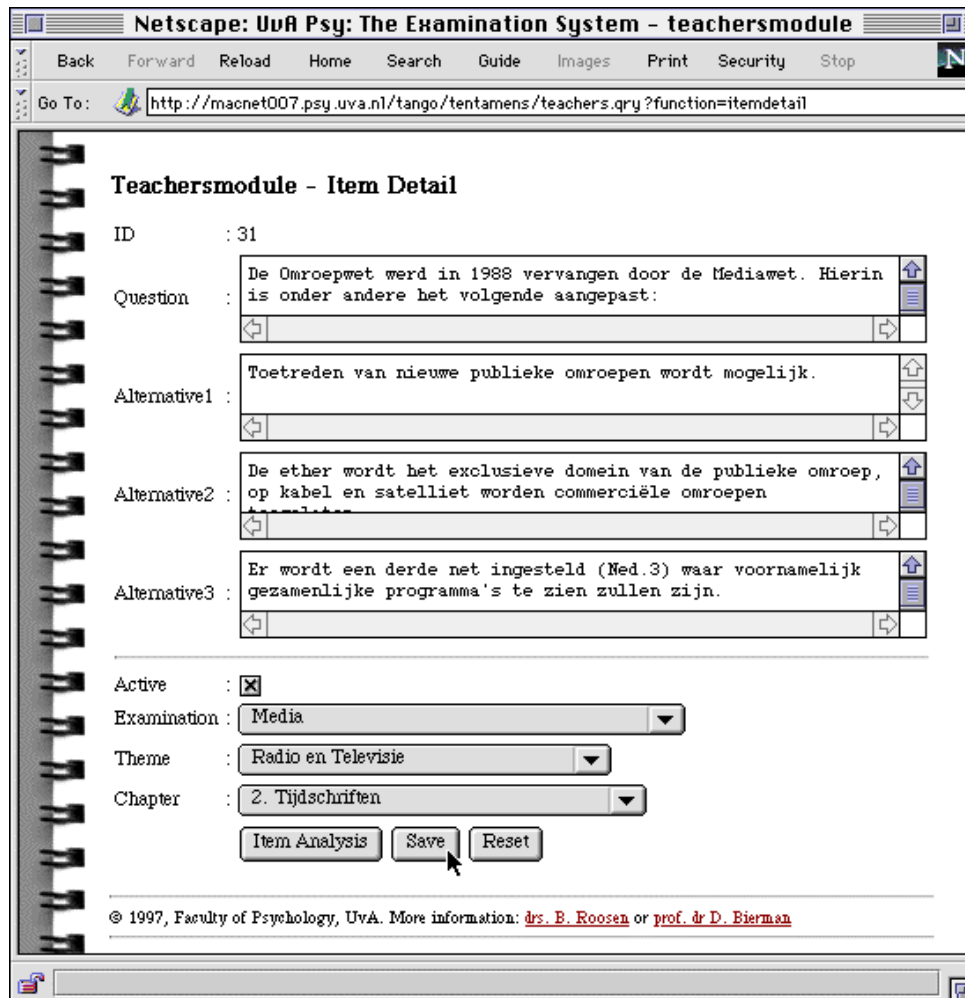 Netscape: UvA Psy: The Examination System - teachersmodule
Back Forward Reload Home Search Guide Images Print Security Stop
N
Go To: http://macnet007.psy.uva.nl/tango/tentamens/teachers.qry?function=itemdetail
Teachersmodule - Item Detail
ID : 31
Question :
De Omroepwet werd in 1988 vervangen door de Mediawet. Hierin
is onder andere het volgende aangepast:
Alternative1 :
Toetreden van nieuwe publieke omroepen wordt mogelijk.
Alternative2 :
De ether wordt het exclusieve domein van de publieke omroep,
op kabel en satelliet worden commerciële omroepen
Alternative3 :
Er wordt een derde net ingesteld (Ned.3) waar voornamelijk
gezamenlijke programma's te zien zullen zijn.
Active :
Examination : Media
Theme : Radio en Televisie
Chapter : 2. Tijdschriften
Item Analysis Save Reset
© 1997, Faculty of Psychology, UvA. More information: drs. B. Roosen or prof. dr D. Bierman